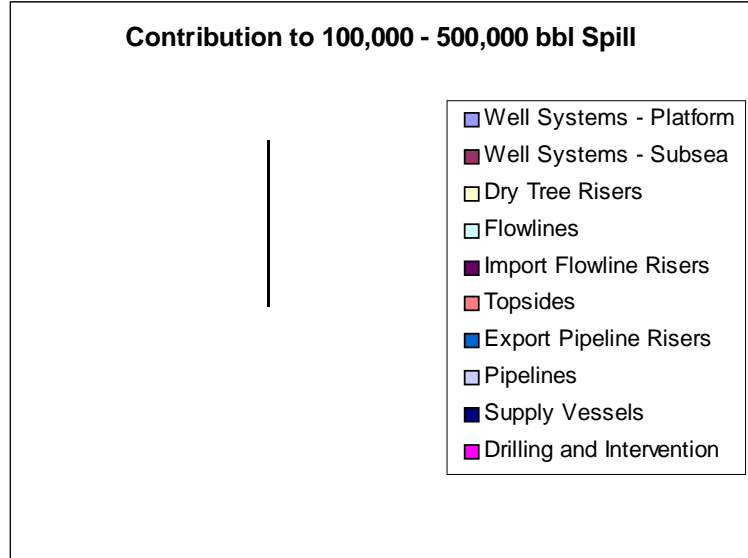 Contribution to 100,000 - 500,000 bbl Spill
Well Systems - Platform
Well Systems - Subsea
Dry Tree Risers
Flowlines
Import Flowline Risers
Topsides
Export Pipeline Risers
Pipelines
Supply Vessels
Drilling and Intervention